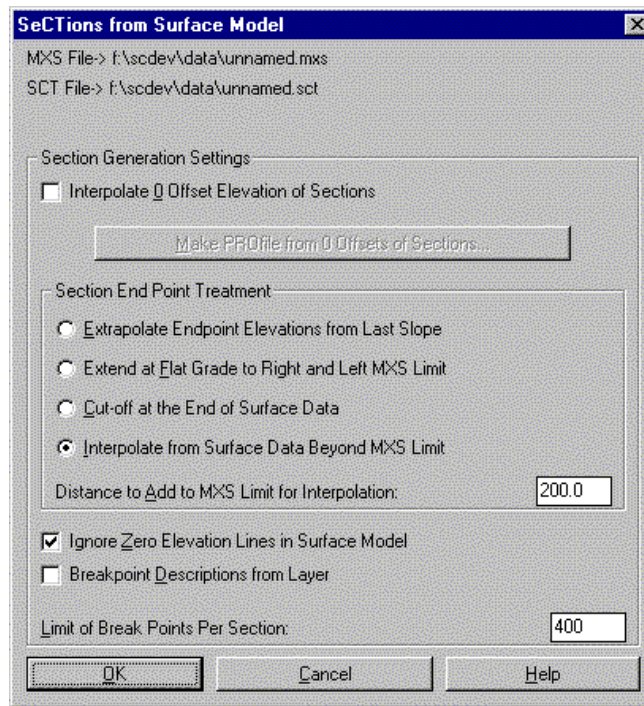 SeCTions from Surface Model
MXS File-> f:\scdev\data\unnamed.mxs
SCT File-> f:\scdev\data\unnamed.sct
Section Generation Settings
Interpolate 0 Offset Elevation of Sections
Make PROfile from 0 Offsets of Sections...
Section End Point Treatment
Extrapolate Endpoint Elevations from Last Slope
Extend at Flat Grade to Right and Left MXS Limit
Cut-off at the End of Surface Data
Interpolate from Surface Data Beyond MXS Limit
Distance to Add to MXS Limit for Interpolation: 200.0
Ignore Zero Elevation Lines in Surface Model
Breakpoint Descriptions from Layer
Limit of Break Points Per Section: 400
OK Cancel Help